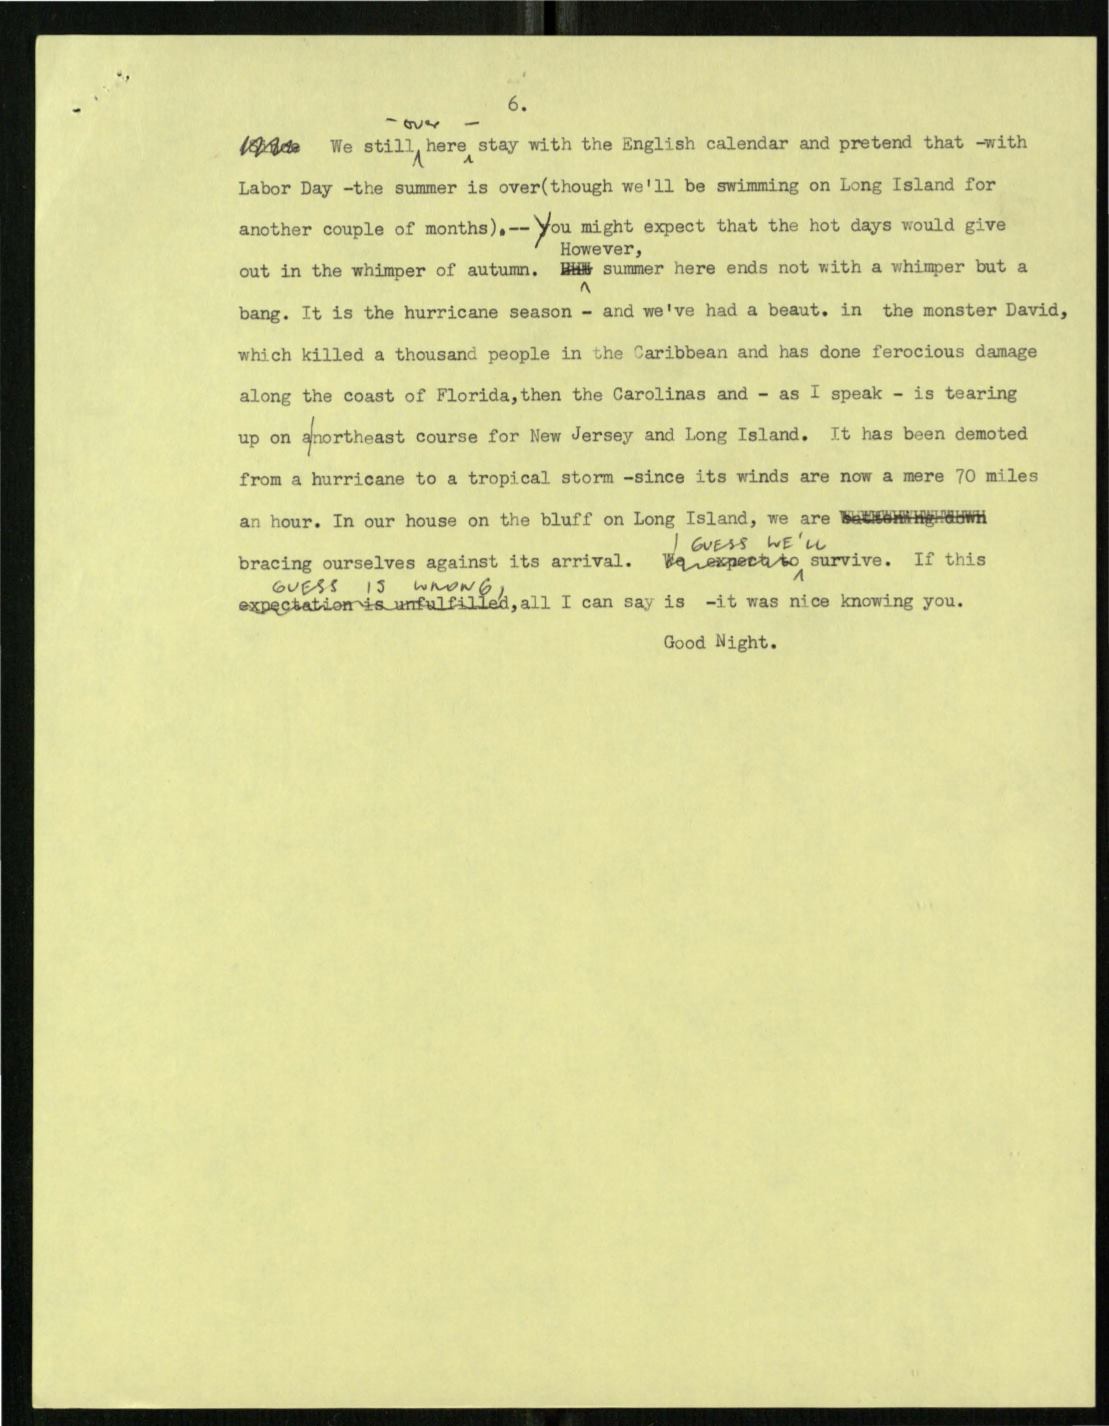 6.
- over -
We still here stay with the English calendar and pretend that -with
Labor Day -the summer is over(though we'll be swimming on Long Island for
another couple of months).-- You might expect that the hot days would give
However,
out in the whimper of autumn. summer here ends not with a whimper but a
bang. It is the hurricane season - and we've had a beaut. in the monster David,
which killed a thousand people in the Caribbean and has done ferocious damage
along the coast of Florida,then the Carolinas and - as I speak - is tearing
up on a northeast course for New Jersey and Long Island. It has been demoted
from a hurricane to a tropical storm -since its winds are now a mere 70 miles
an hour. In our house on the bluff on Long Island, we are battening down
I GUESS WE'LL
bracing ourselves against its arrival. We expect to survive. If this
GUESS IS WRONG,
expectation is unfulfilled,all I can say is -it was nice knowing you.
Good Night.